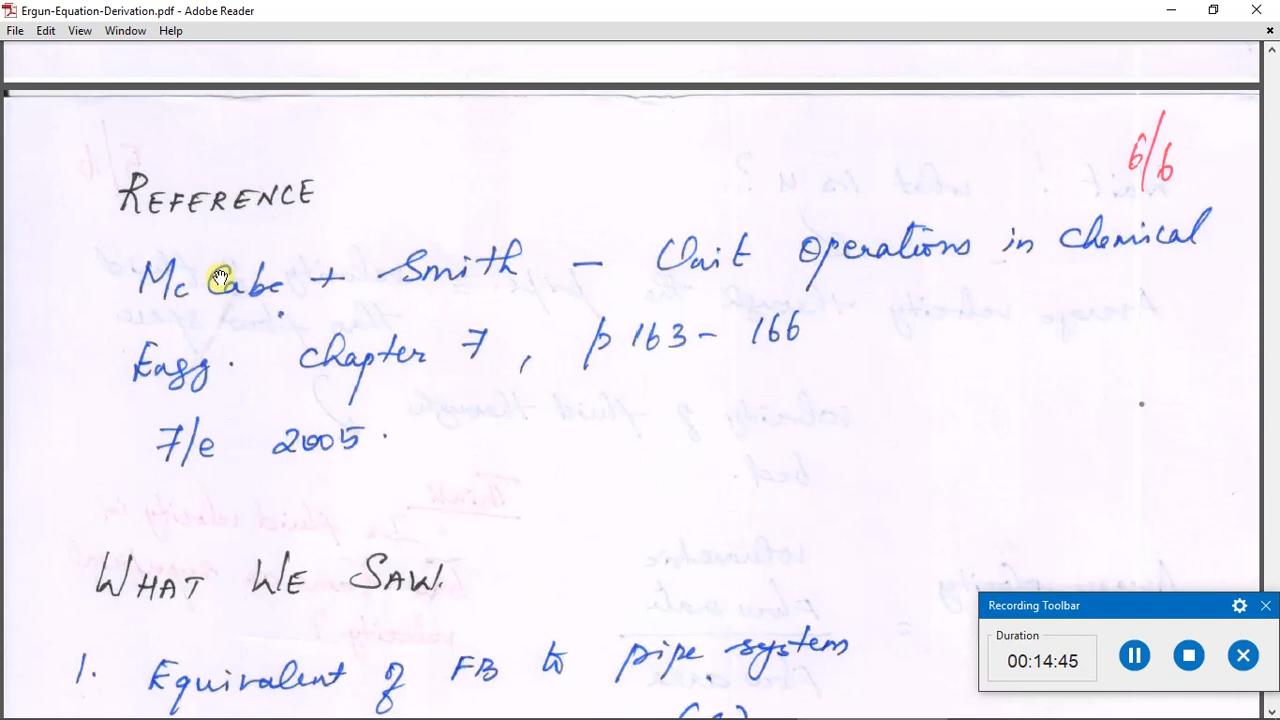 Ergun-Equation-Derivation.pdf - Adobe Reader
File Edit View Window Help
6/6
REFERENCE
McCabe + Smith - Unit Operations in Chemical
Engg. Chapter 7, p 163 - 166
7/e 2005.
WHAT WE SAW.
1. Equivalent of FB to pipe system
Recording Toolbar
Duration
00:14:45